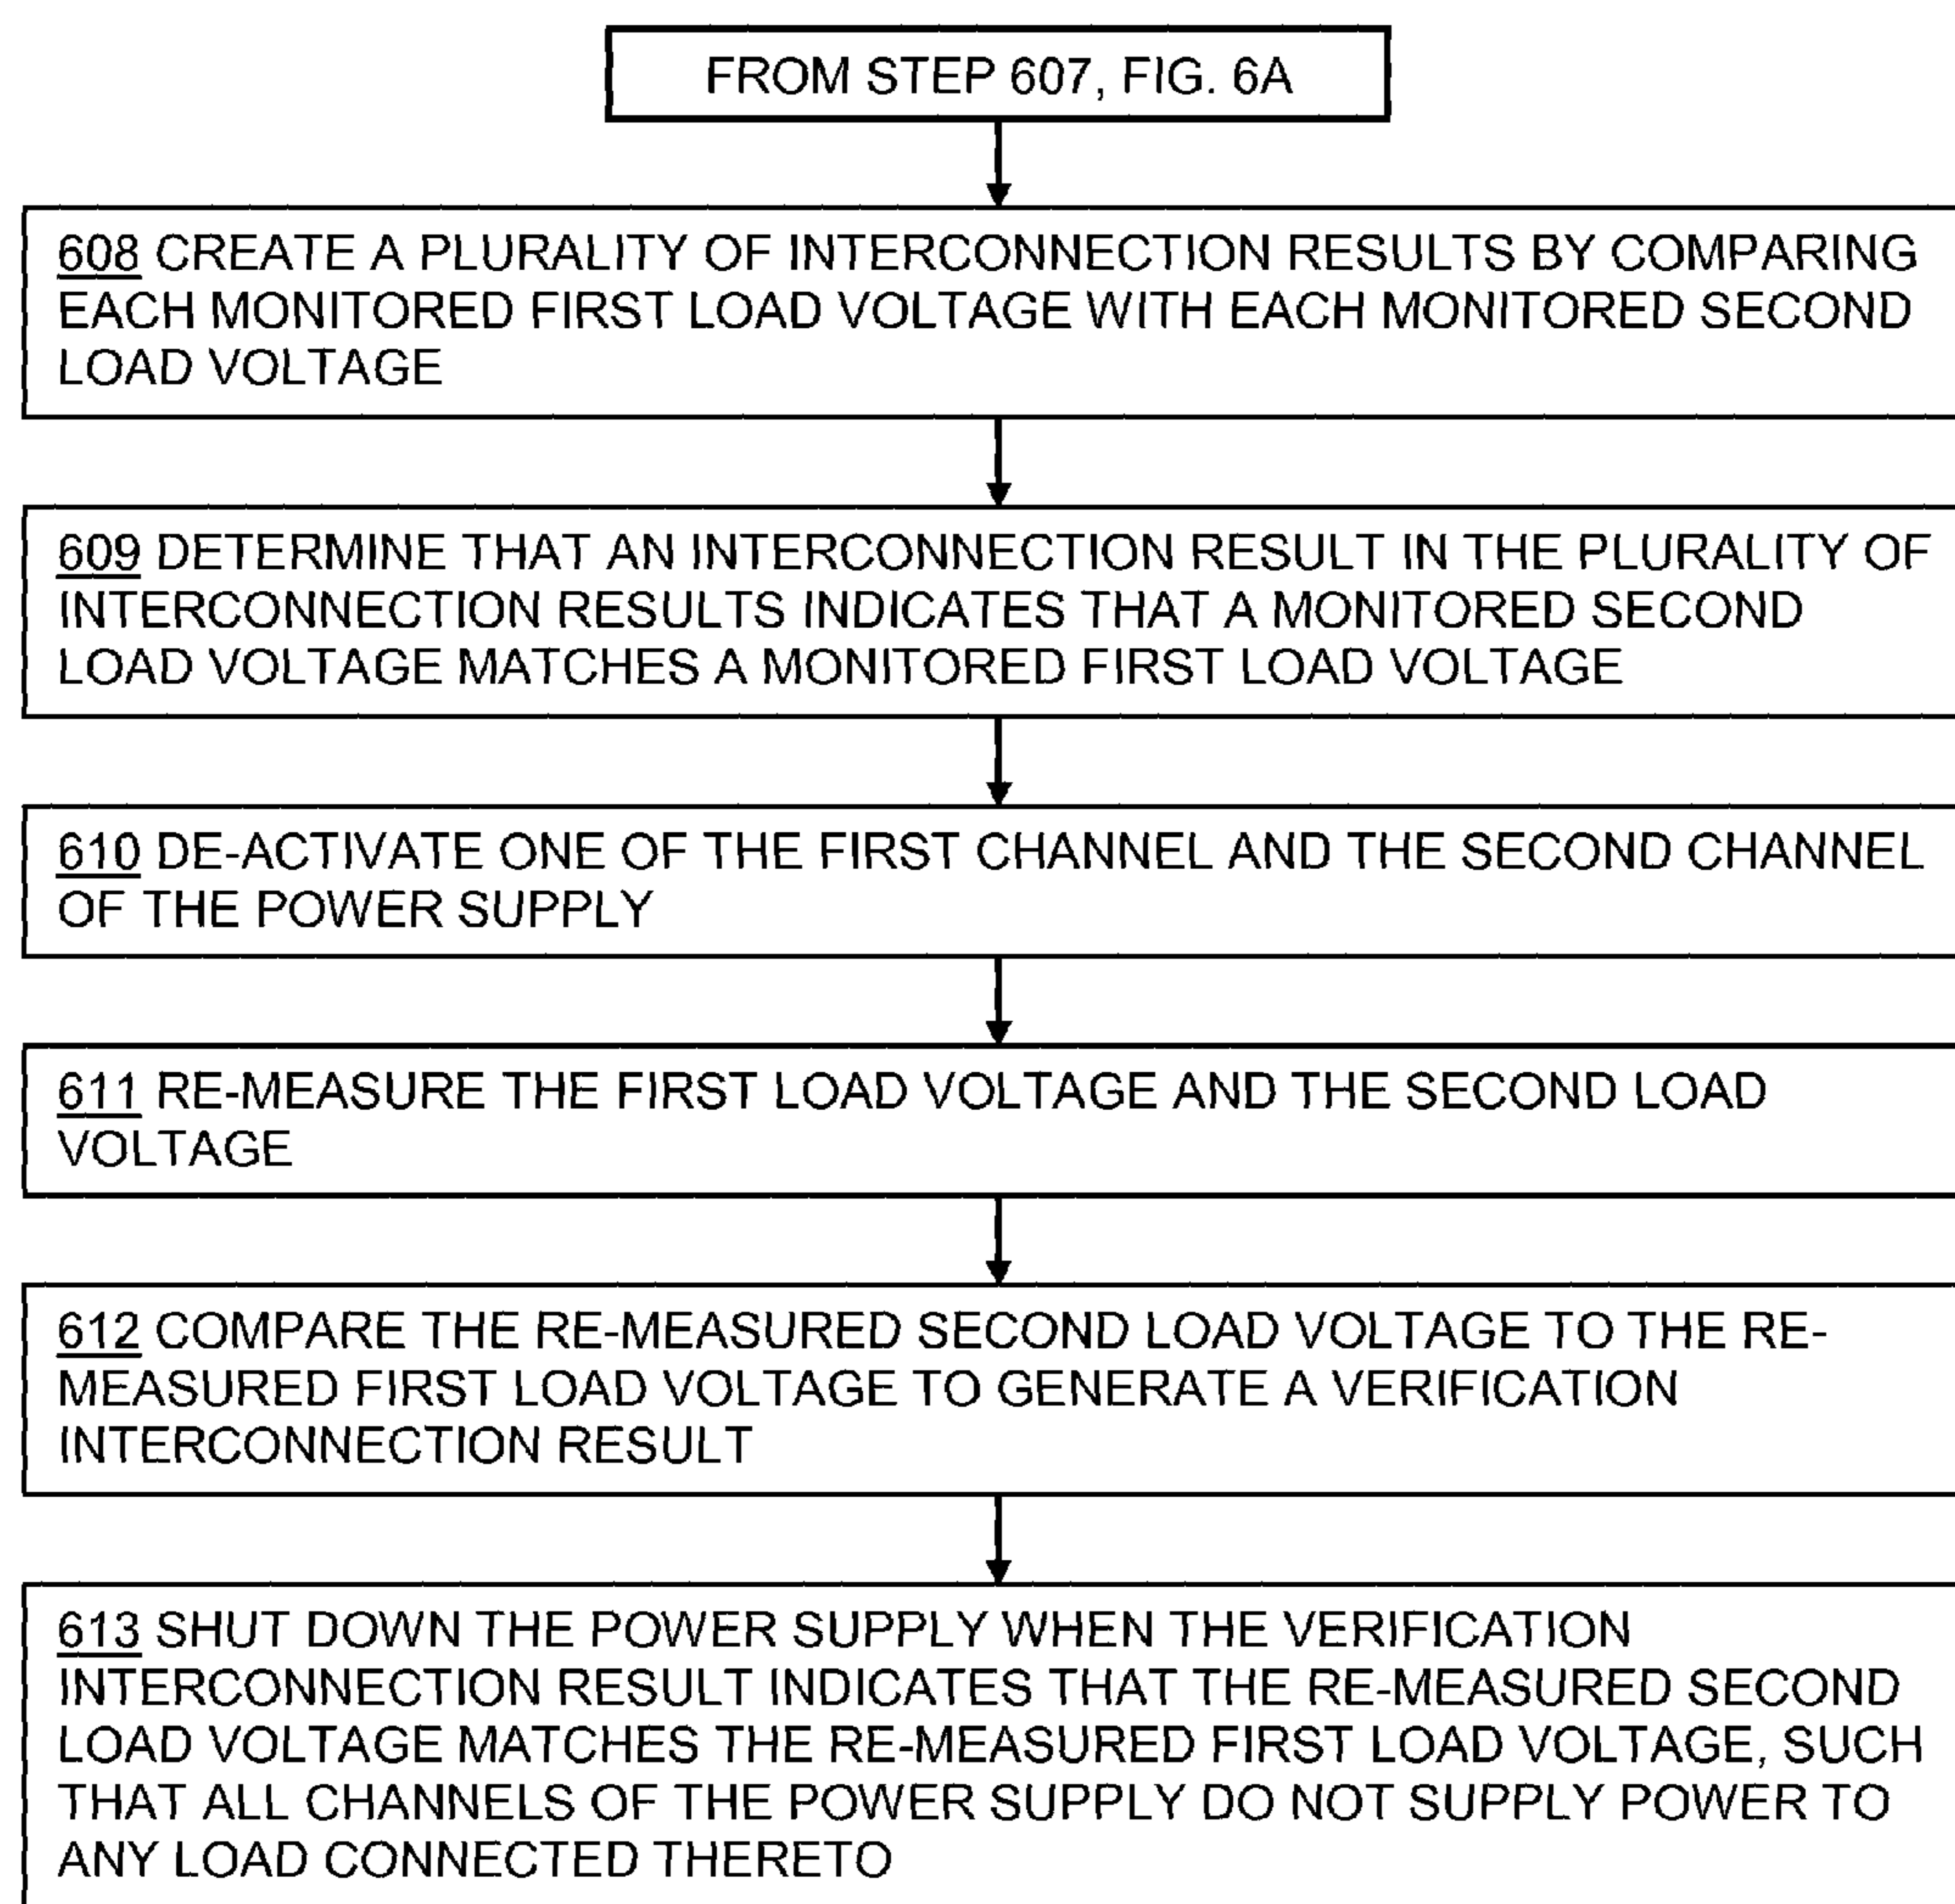 FROM STEP 607, FIG. 6A
608 CREATE A PLURALITY OF INTERCONNECTION RESULTS BY COMPARING
EACH MONITORED FIRST LOAD VOLTAGE WITH EACH MONITORED SECOND
LOAD VOLTAGE
609 DETERMINE THAT AN INTERCONNECTION RESULT IN THE PLURALITY OF
INTERCONNECTION RESULTS INDICATES THAT A MONITORED SECOND
LOAD VOLTAGE MATCHES A MONITORED FIRST LOAD VOLTAGE
610 DE-ACTIVATE ONE OF THE FIRST CHANNEL AND THE SECOND CHANNEL
OF THE POWER SUPPLY
611 RE-MEASURE THE FIRST LOAD VOLTAGE AND THE SECOND LOAD
VOLTAGE
612 COMPARE THE RE-MEASURED SECOND LOAD VOLTAGE TO THE RE-
MEASURED FIRST LOAD VOLTAGE TO GENERATE A VERIFICATION
INTERCONNECTION RESULT
613 SHUT DOWN THE POWER SUPPLY WHEN THE VERIFICATION
INTERCONNECTION RESULT INDICATES THAT THE RE-MEASURED SECOND
LOAD VOLTAGE MATCHES THE RE-MEASURED FIRST LOAD VOLTAGE, SUCH
THAT ALL CHANNELS OF THE POWER SUPPLY DO NOT SUPPLY POWER TO
ANY LOAD CONNECTED THERETO